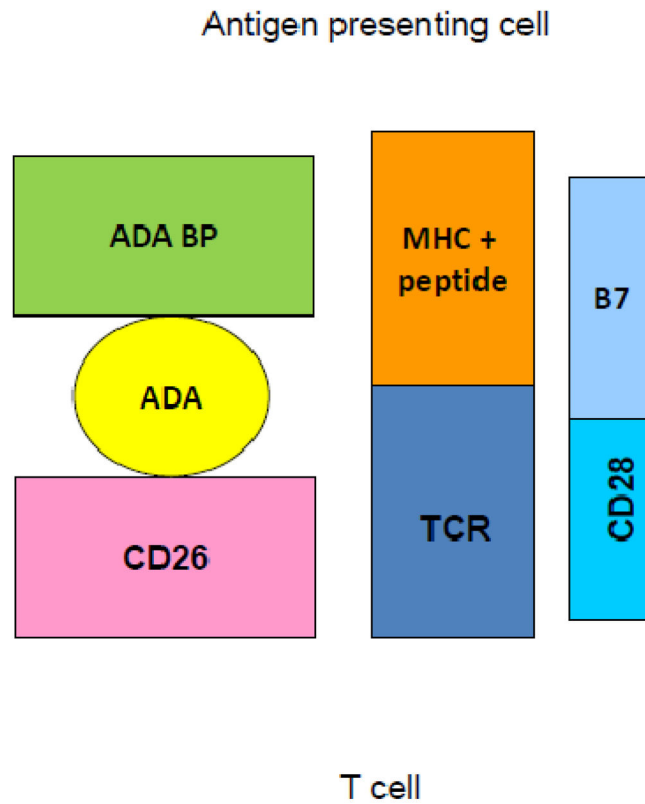 Antigen presenting cell
ADA BP
MHC +
peptide
B7
ADA
CD28
TCR
CD26
T cell